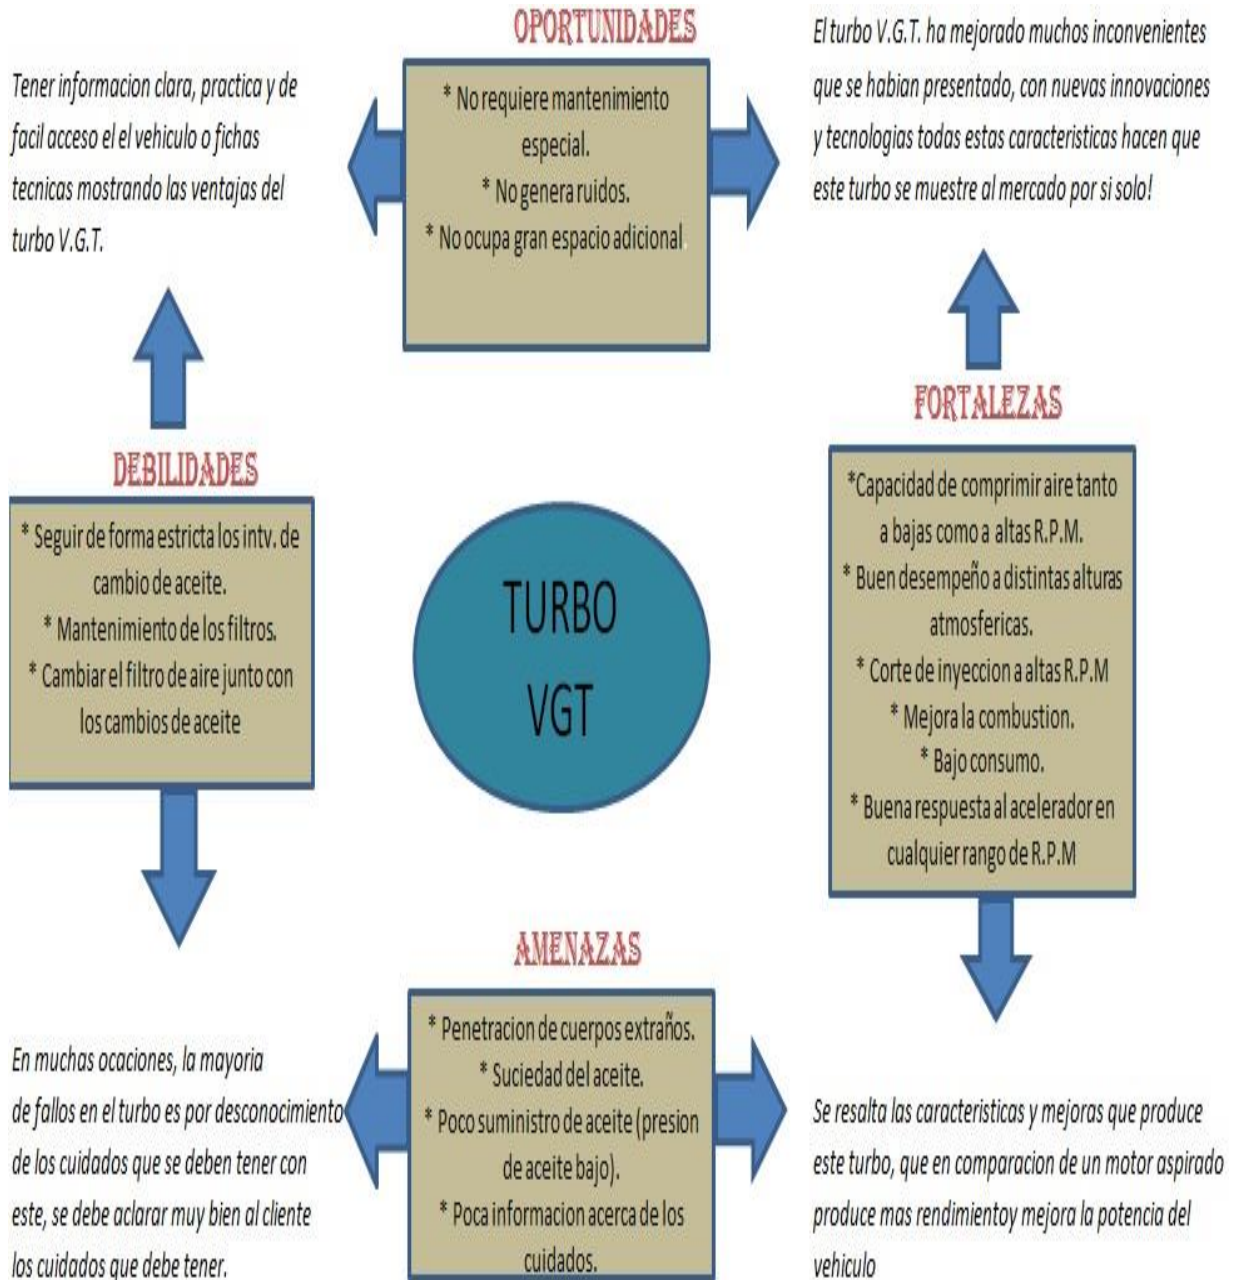 OPORTUNIDADES
* No requiere mantenimiento
especial.
* No genera ruidos.
* No ocupa gran espacio adicional.
Tener informacion clara, practica y de
facil acceso el el vehiculo o fichas
tecnicas mostrando las ventajas del
turbo V.G.T.
El turbo V.G.T. ha mejorado muchos inconvenientes
que se habian presentado, con nuevas innovaciones
y tecnologias todas estas caracteristicas hacen que
este turbo se muestre al mercado por si solo!
DEBILIDADES
* Seguir de forma estricta los intv. de
cambio de aceite.
* Mantenimiento de los filtros.
* Cambiar el filtro de aire junto con
los cambios de aceite
TURBO
VGT
FORTALEZAS
*Capacidad de comprimir aire tanto
a bajas como a altas R.P.M.
* Buen desempeño a distintas alturas
atmosfericas.
* Corte de inyeccion a altas R.P.M
* Mejora la combustion.
* Bajo consumo.
* Buena respuesta al acelerador en
cualquier rango de R.P.M
AMENAZAS
* Penetracion de cuerpos extraños.
* Suciedad del aceite.
* Poco suministro de aceite (presion
de aceite bajo).
* Poca informacion acerca de los
cuidados.
En muchas ocaciones, la mayoria
de fallos en el turbo es por desconocimiento
de los cuidados que se deben tener con
este, se debe aclarar muy bien al cliente
los cuidados que debe tener.
Se resalta las caracteristicas y mejoras que produce
este turbo, que en comparacion de un motor aspirado
produce mas rendimientoy mejora la potencia del
vehiculo